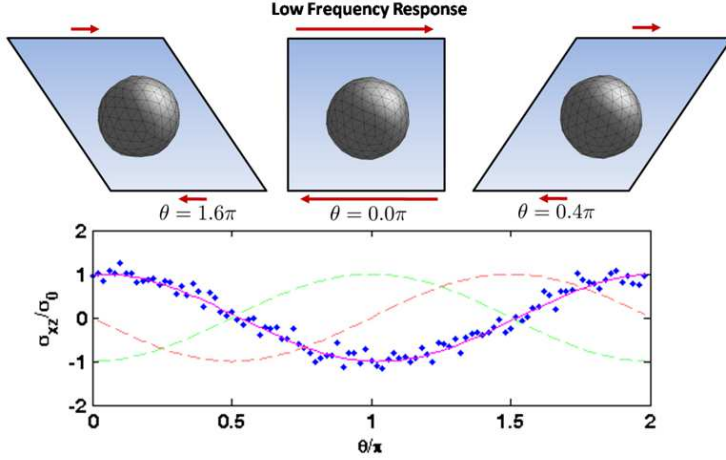 Low Frequency Response
θ = 1.6π
θ = 0.0π
θ = 0.4π
σxz/σ0
2
1
0
-1
-2
0
0.5
1
1.5
2
θ/π